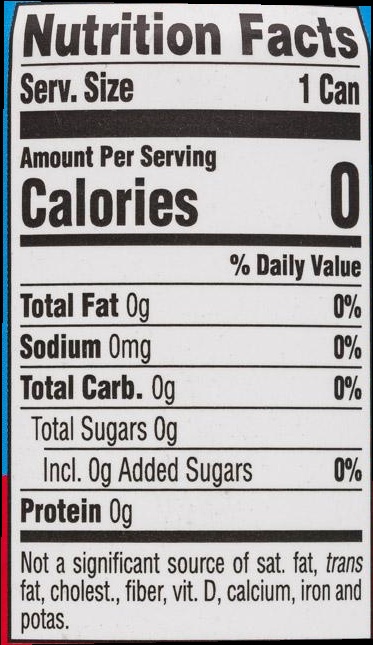 Nutrition Facts
Serv. Size 1 Can
Amount Per Serving
Calories 0
% Daily Value
Total Fat 0g 0%
Sodium 0mg 0%
Total Carb. 0g 0%
Total Sugars 0g
Incl. 0g Added Sugars 0%
Protein 0g
Not a significant source of sat. fat, trans
fat, cholest., fiber, vit. D, calcium, iron and
potas.